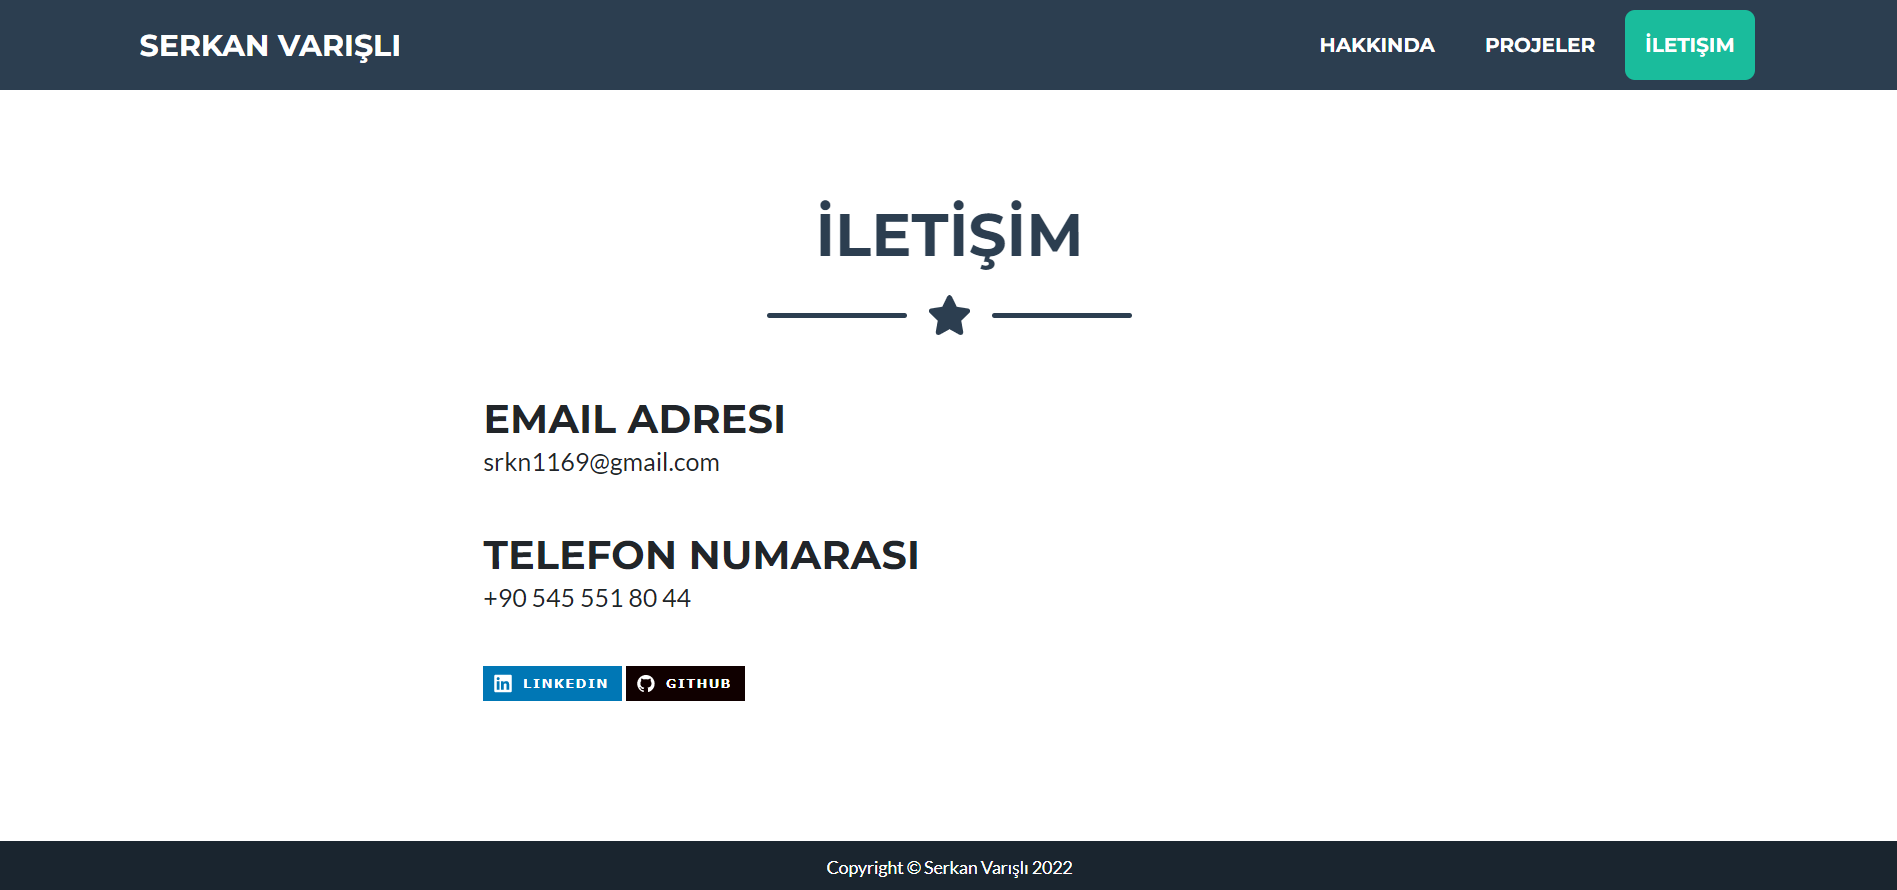 SERKAN VARIŞLI
HAKKINDA
PROJELER
İLETIŞIM
İLETİŞİM
EMAIL ADRESI
srkn1169@gmail.com
TELEFON NUMARASI
+90 545 551 80 44
LINKEDIN
GITHUB
Copyright © Serkan Varışlı 2022